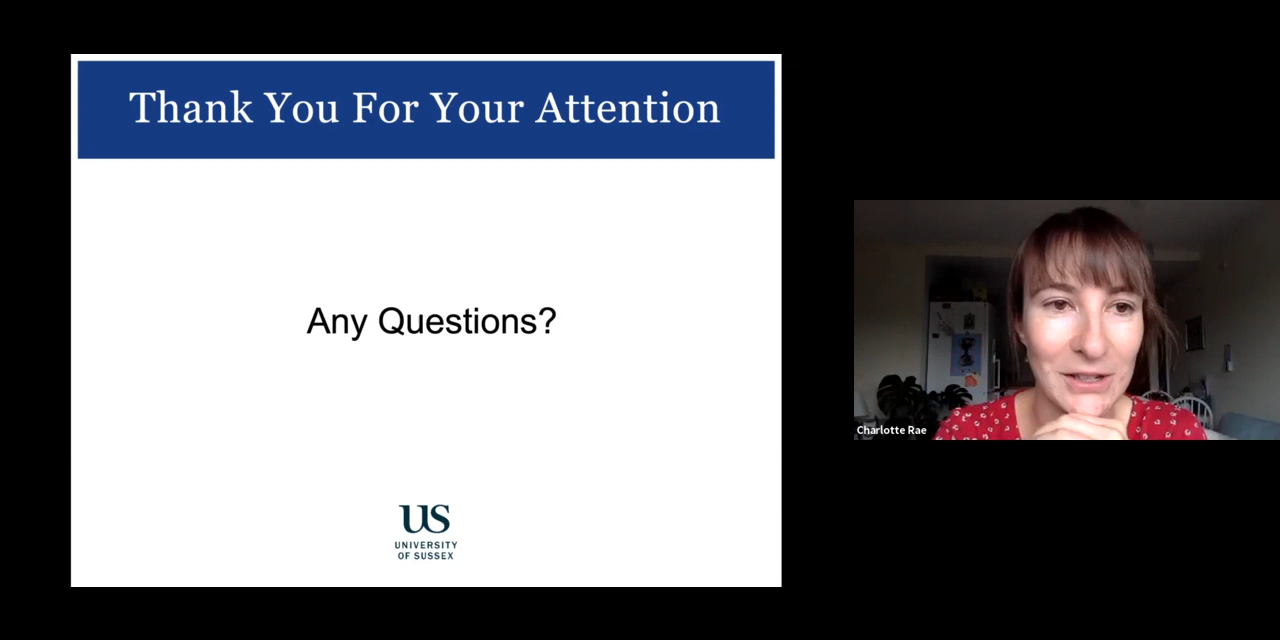 Thank You For Your Attention
Any Questions?
US
UNIVERSITY
OF SUSSEX
Charlotte Rae